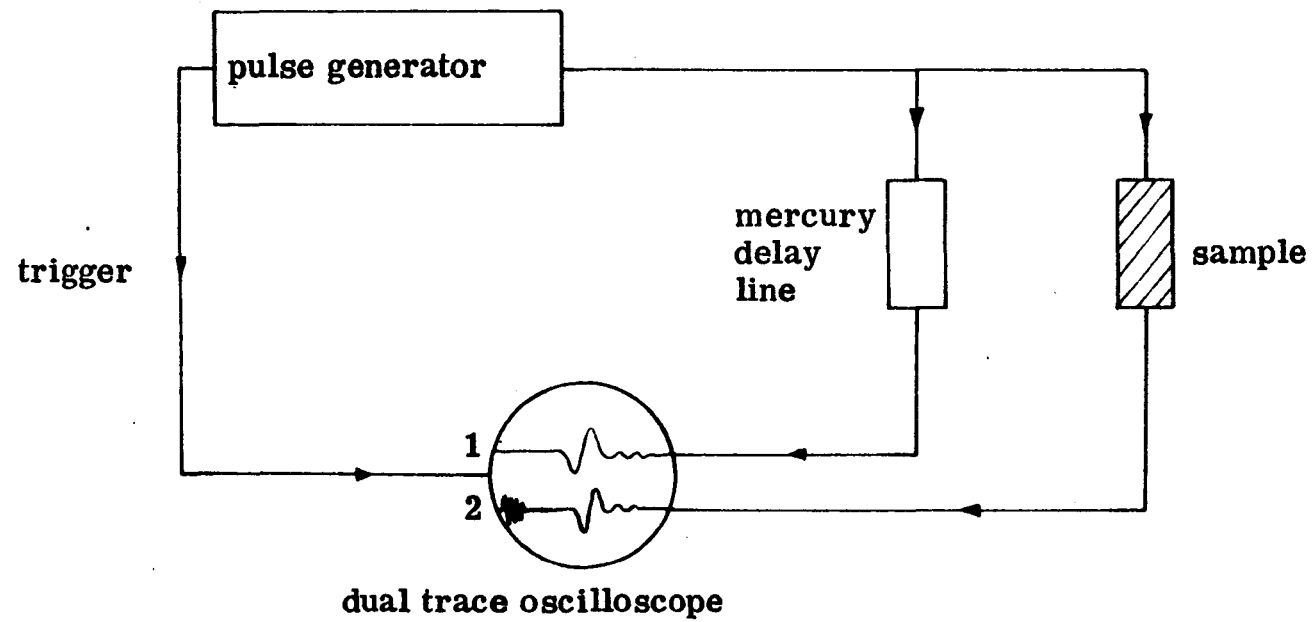 pulse generator
mercury
delay
line
sample
trigger
1
2
dual trace oscilloscope